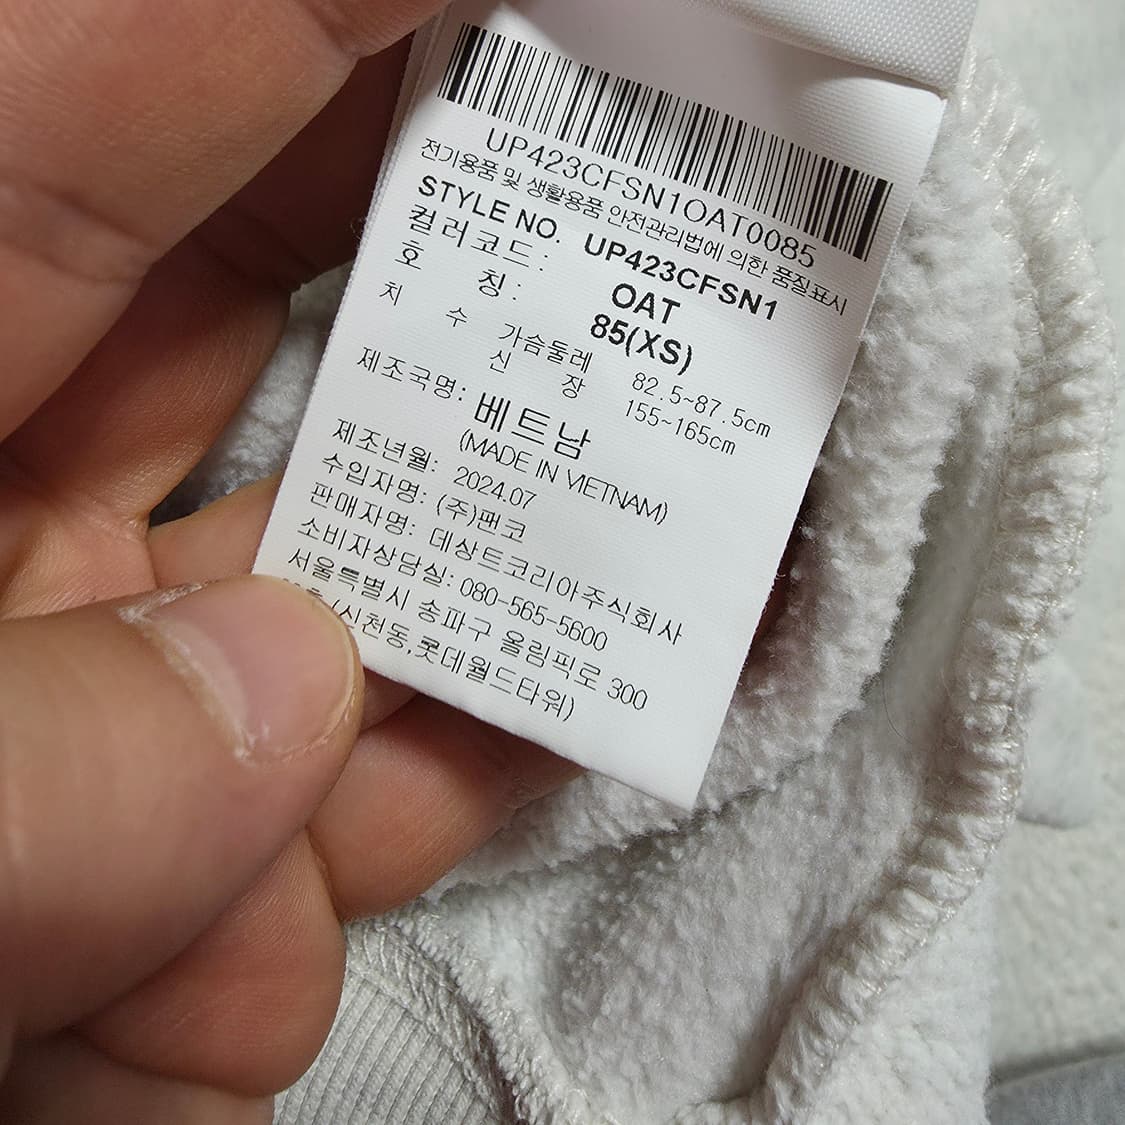 UP423CFSN1OAT0085
전기용품 및 생활용품 안전관리법에 의한 품질표시
STYLE NO. UP423CFSN1
컬러코드 : OAT
호 칭 : 85(XS)
치 수 가슴둘레 82.5~87.5cm
신 장 155~165cm
제조국명: 베트남
(MADE IN VIETNAM)
제조년월: 2024.07
수입자명: (주)팬코
판매자명: 데상트코리아주식회사
소비자상담실: 080-565-5600
서울특별시 송파구 올림픽로 300
(신천동,롯데월드타워)